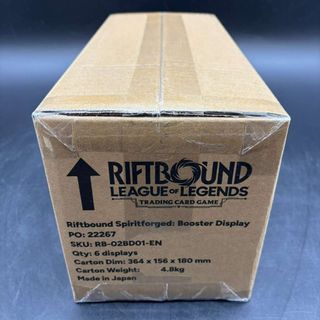 RIFTBOUND
LEAGUE OF LEGENDS
TRADING CARD GAME
Riftbound Spiritforged: Booster Display
PO: 22267
SKU: RB-02BD01-EN
Qty: 6 displays
Carton Dim: 364 x 156 x 180 mm
Carton Weight: 4.8kg
Made in Japan